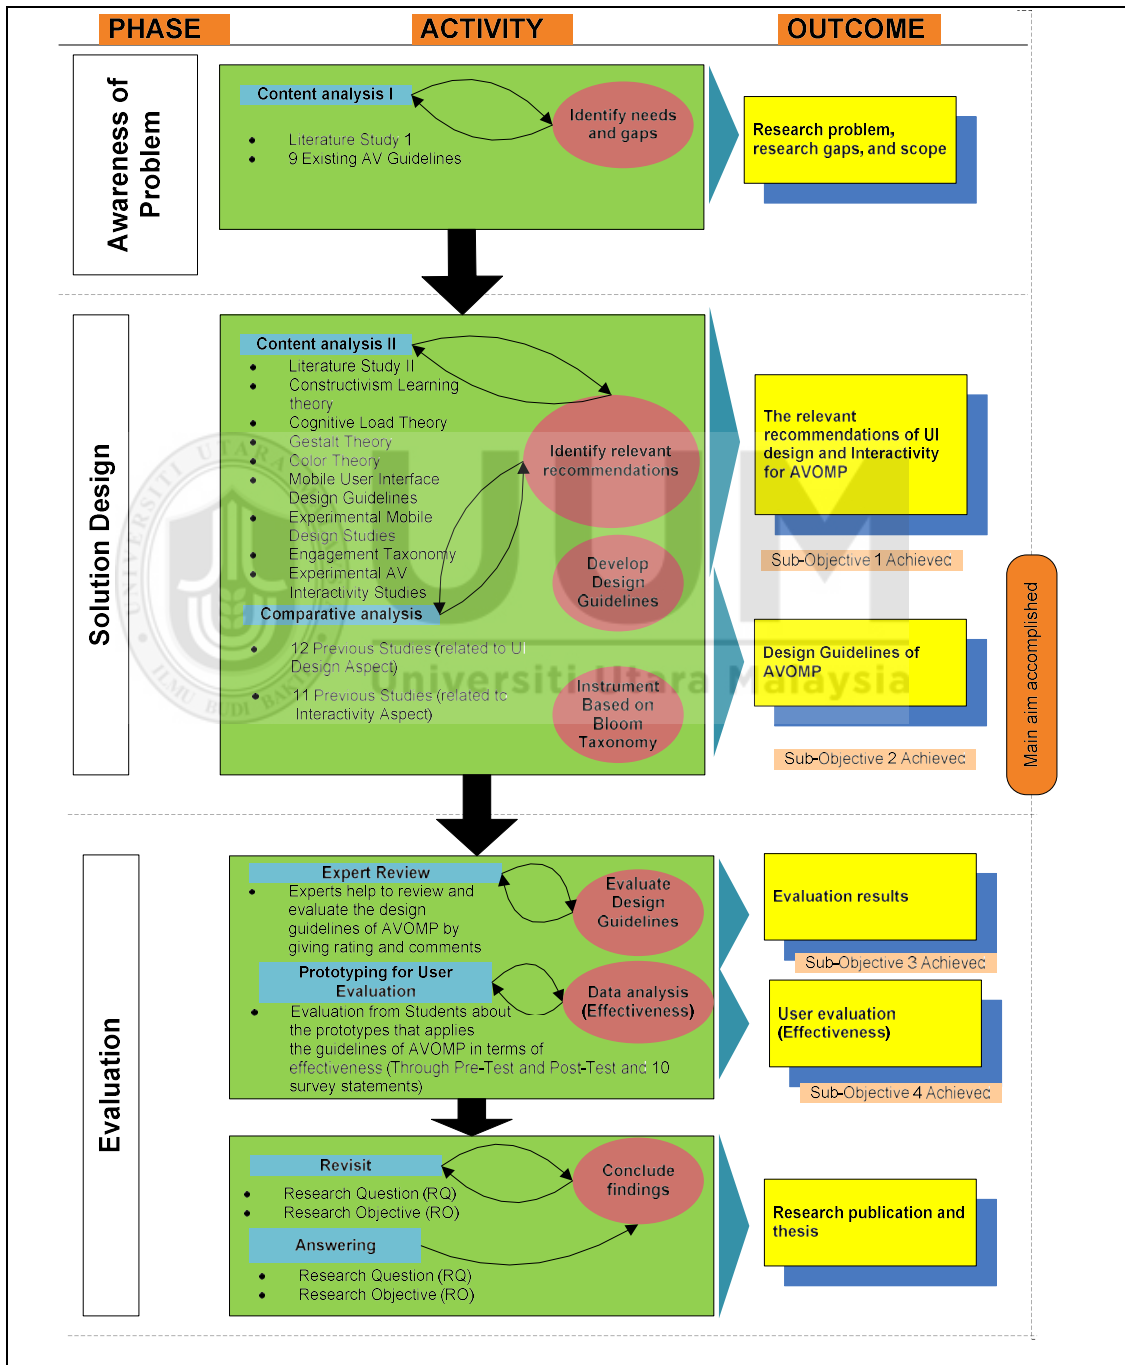 PHASE
ACTIVITY
OUTCOME
Awareness of
Problem
Content analysis I
Literature Study 1
9 Existing AV Guidelines
Identify needs
and gaps
Research problem,
research gaps, and scope
Solution Design
Content analysis II
Literature Study II
Constructivism Learning
theory
Cognitive Load Theory
Gestalt Theory
Color Theory
Mobile User Interface
Design Guidelines
Experimental Mobile
Design Studies
Engagement Taxonomy
Experimental AV
Interactivity Studies
Comparative analysis
12 Previous Studies (related to UI
Design Aspect)
11 Previous Studies (related to
Interactivity Aspect)
Identify relevant
recommendations
Develop
Design
Guidelines
Instrument
Based on
Bloom
Taxonomy
The relevant
recommendations of UI
design and Interactivity
for AVOMP
Sub-Objective 1 Achieved
Design Guidelines of
AVOMP
Sub-Objective 2 Achieved
Main aim accomplished
UNIVERSITI UTARA
ILMU BUDI BAKTI
UUM
Universiti Utara Malaysia
Evaluation
Expert Review
Experts help to review and
evaluate the design
guidelines of AVOMP by
giving rating and comments
Evaluate
Design
Guidelines
Evaluation results
Sub-Objective 3 Achieved
Prototyping for User
Evaluation
Evaluation from Students about
the prototypes that applies
the guidelines of AVOMP in terms of
effectiveness (Through Pre-Test and Post-Test and 10
survey statements)
Data analysis
(Effectiveness)
User evaluation
(Effectiveness)
Sub-Objective 4 Achieved
Revisit
Research Question (RQ)
Research Objective (RO)
Answering
Research Question (RQ)
Research Objective (RO)
Conclude
findings
Research publication and
thesis